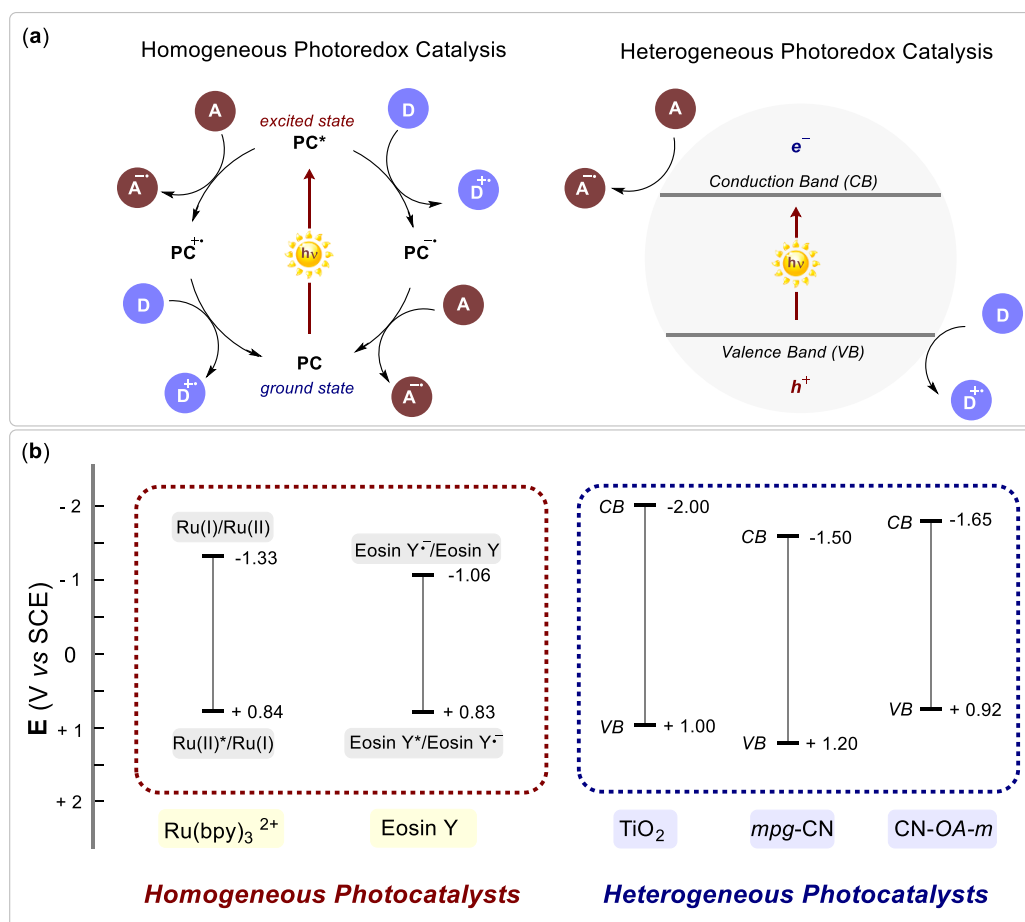 (a)
Homogeneous Photoredox Catalysis
Heterogeneous Photoredox Catalysis
A
excited state
PC*
D
A−•
D+•
PC+•
hν
PC−•
D
A
PC
ground state
D+•
A−•
A
e−
A−•
Conduction Band (CB)
hν
D
Valence Band (VB)
h+
D+•
(b)
E (V vs SCE)
- 2
- 1
0
+ 1
+ 2
Ru(I)/Ru(II)
-1.33
+ 0.84
Ru(II)*/Ru(I)
Ru(bpy)3 2+
Eosin Y•−/Eosin Y
-1.06
+ 0.83
Eosin Y*/Eosin Y•−
Eosin Y
CB -2.00
VB + 1.00
TiO2
CB -1.50
VB + 1.20
mpg-CN
CB -1.65
VB + 0.92
CN-OA-m
Homogeneous Photocatalysts
Heterogeneous Photocatalysts